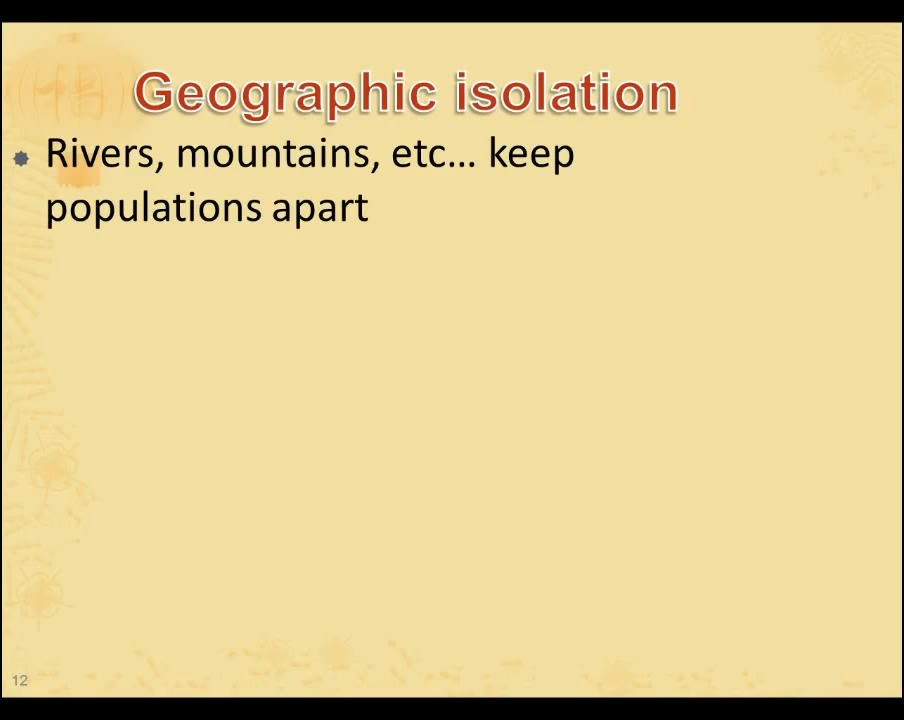 Geographic isolation
Rivers, mountains, etc… keep
populations apart
12